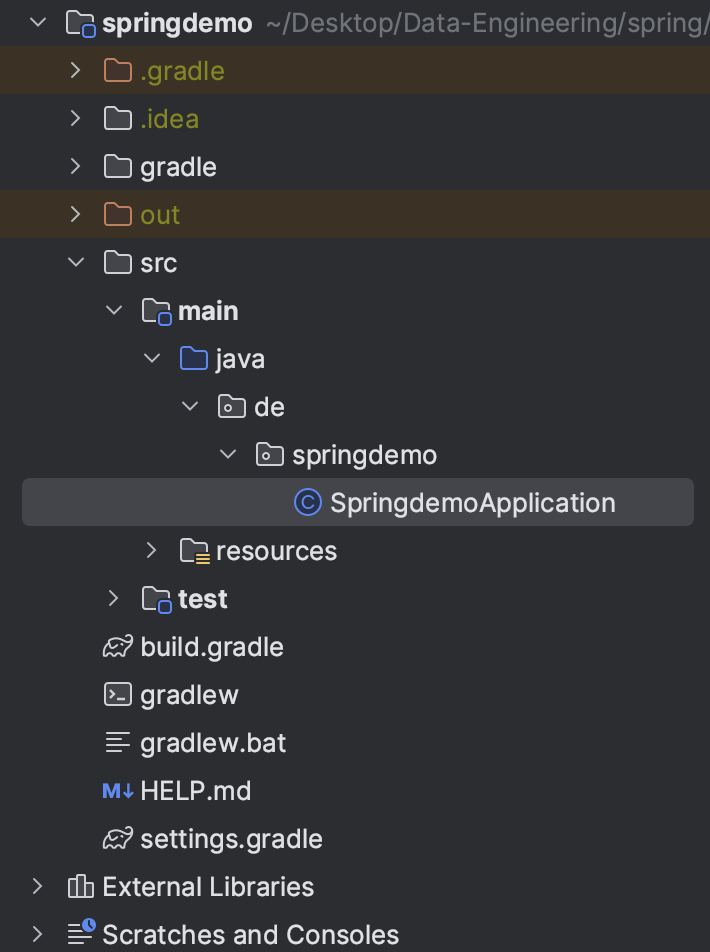 springdemo ~/Desktop/Data-Engineering/spring/
.gradle
.idea
gradle
out
src
main
java
de
springdemo
SpringdemoApplication
resources
test
build.gradle
gradlew
gradlew.bat
HELP.md
settings.gradle
External Libraries
Scratches and Consoles